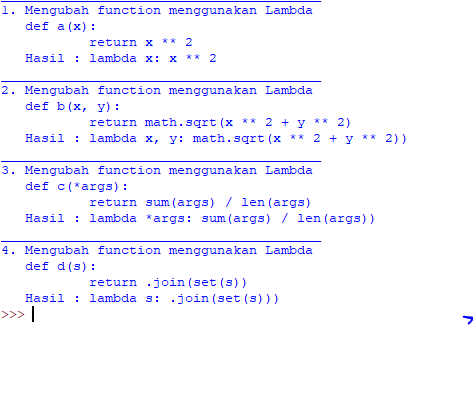 1. Mengubah function menggunakan Lambda
def a(x):
return x ** 2
Hasil : lambda x: x ** 2
2. Mengubah function menggunakan Lambda
def b(x, y):
return math.sqrt(x ** 2 + y ** 2)
Hasil : lambda x, y: math.sqrt(x ** 2 + y ** 2))
3. Mengubah function menggunakan Lambda
def c(*args):
return sum(args) / len(args)
Hasil : lambda *args: sum(args) / len(args))
4. Mengubah function menggunakan Lambda
def d(s):
return .join(set(s))
Hasil : lambda s: .join(set(s)))
>>>